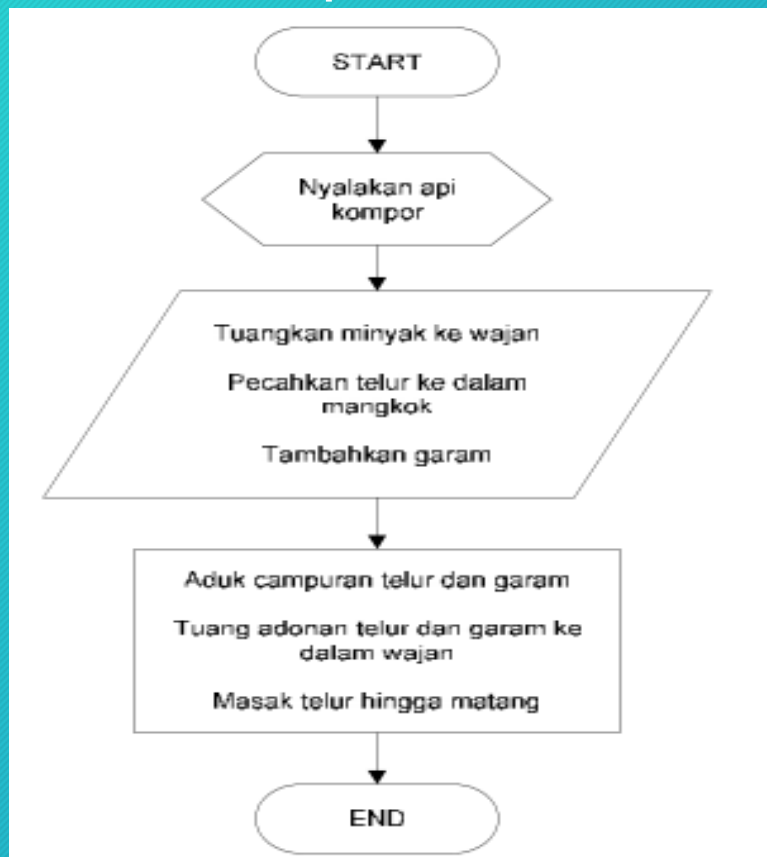 START
Nyalakan api
kompor
Tuangkan minyak ke wajan
Pecahkan telur ke dalam
mangkok
Tambahkan garam
Aduk campuran telur dan garam
Tuang adonan telur dan garam ke
dalam wajan
Masak telur hingga matang
END